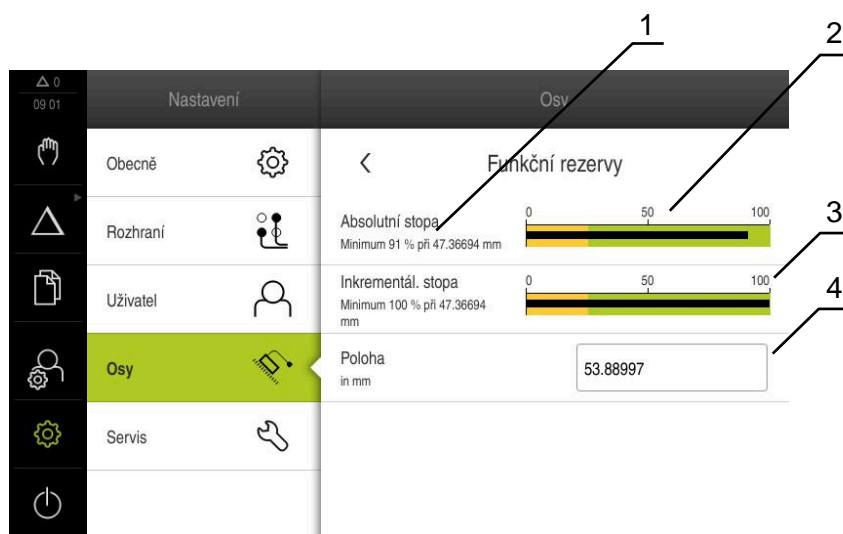 1
2
△ 0
09 01
Nastavení
Osy
Obecně
Funkční rezervy
Rozhraní
Absolutní stopa
Minimum 91 % při 47.36694 mm
0 50 100
3
Uživatel
Inkrementál. stopa
Minimum 100 % při 47.36694
mm
0 50 100
4
Osy
Poloha
in mm
53.88997
Servis